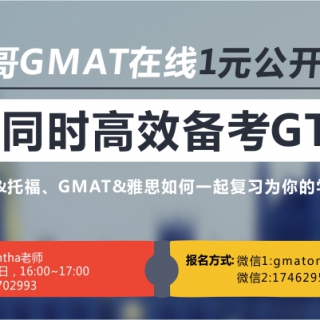 哥GMAT在线1元公开
同时高效备考GT
&托福、GMAT&雅思如何一起复习为你的
ntha老师
日，16:00~17:00
702993
报名方式:
微信1:gmator
微信2:1746295